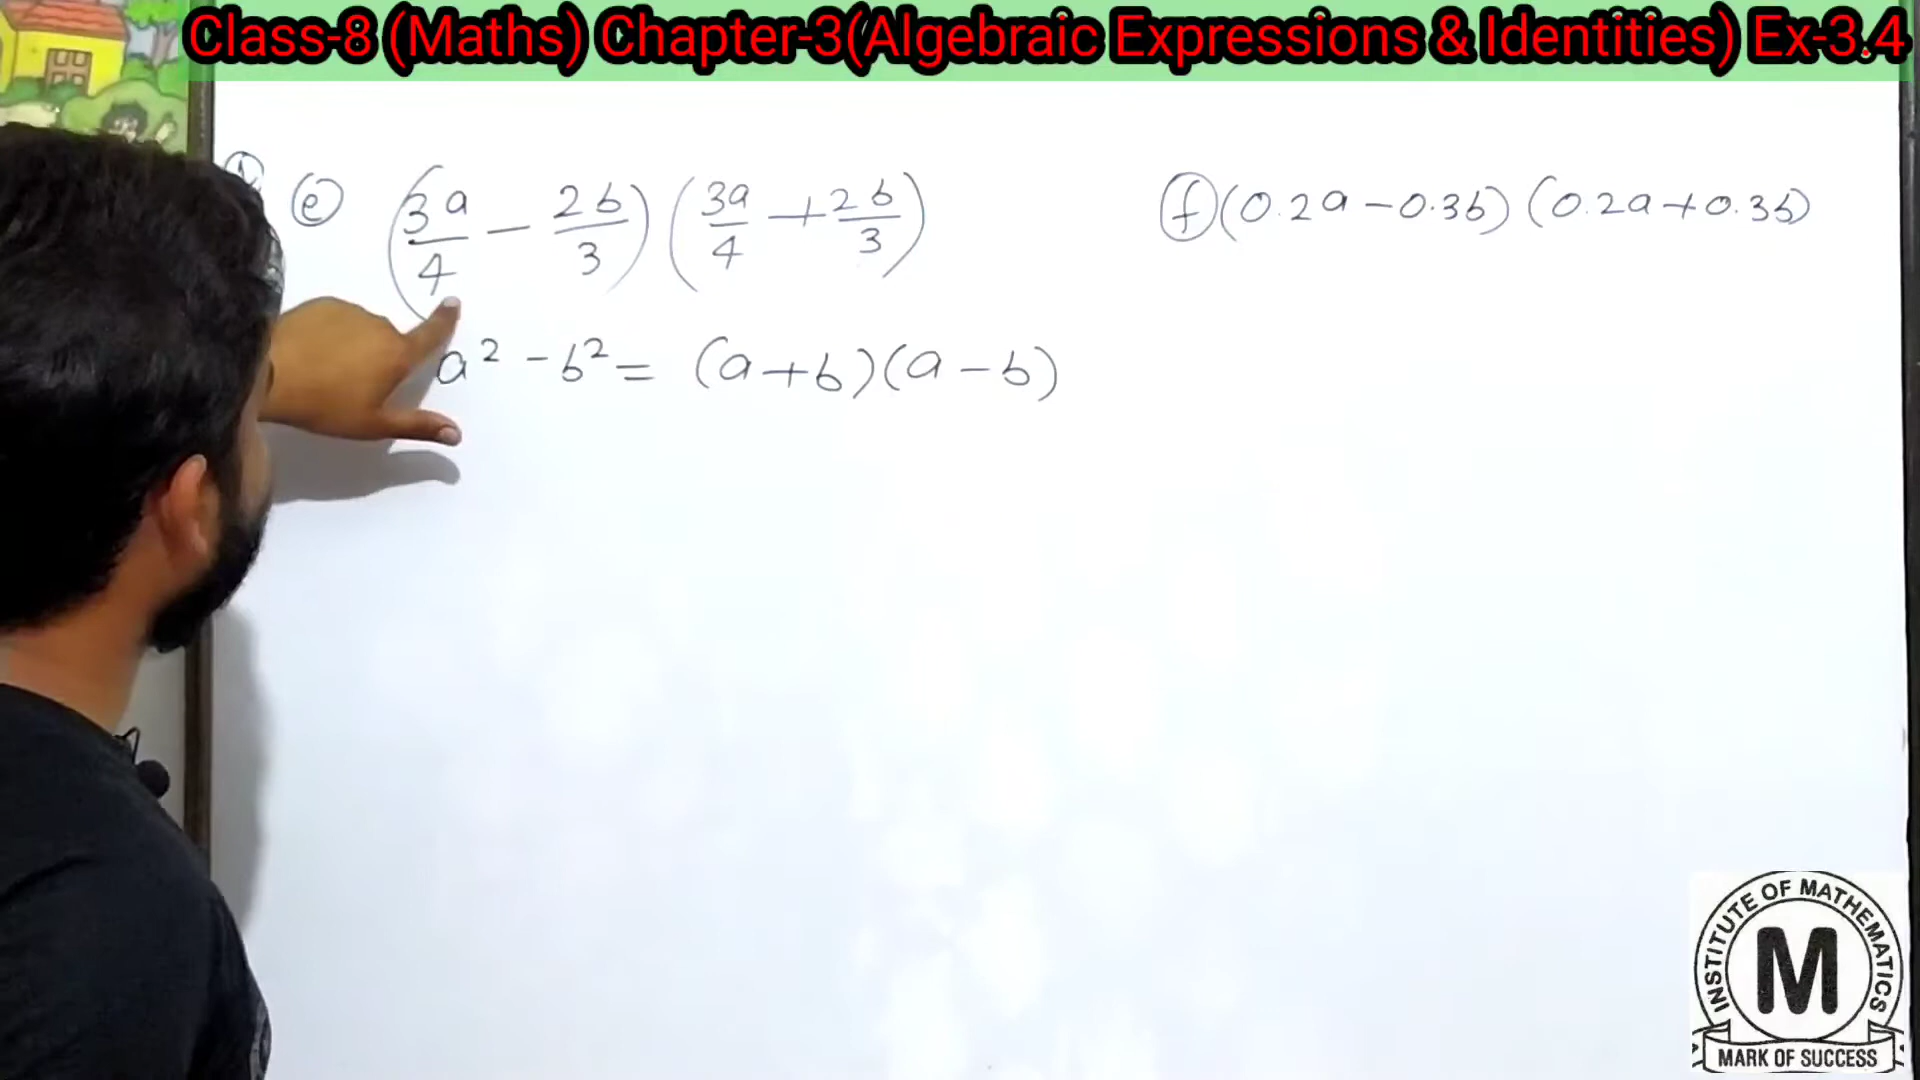 Class-8 (Maths) Chapter-3(Algebraic Expressions & Identities) Ex-3.4
ⓔ (3a/4 - 2b/3) (3a/4 + 2b/3)
ⓕ (0.2a - 0.3b) (0.2a + 0.3b)
a² - b² = (a + b)(a - b)
INSTITUTE OF MATHEMATICS
M
MARK OF SUCCESS